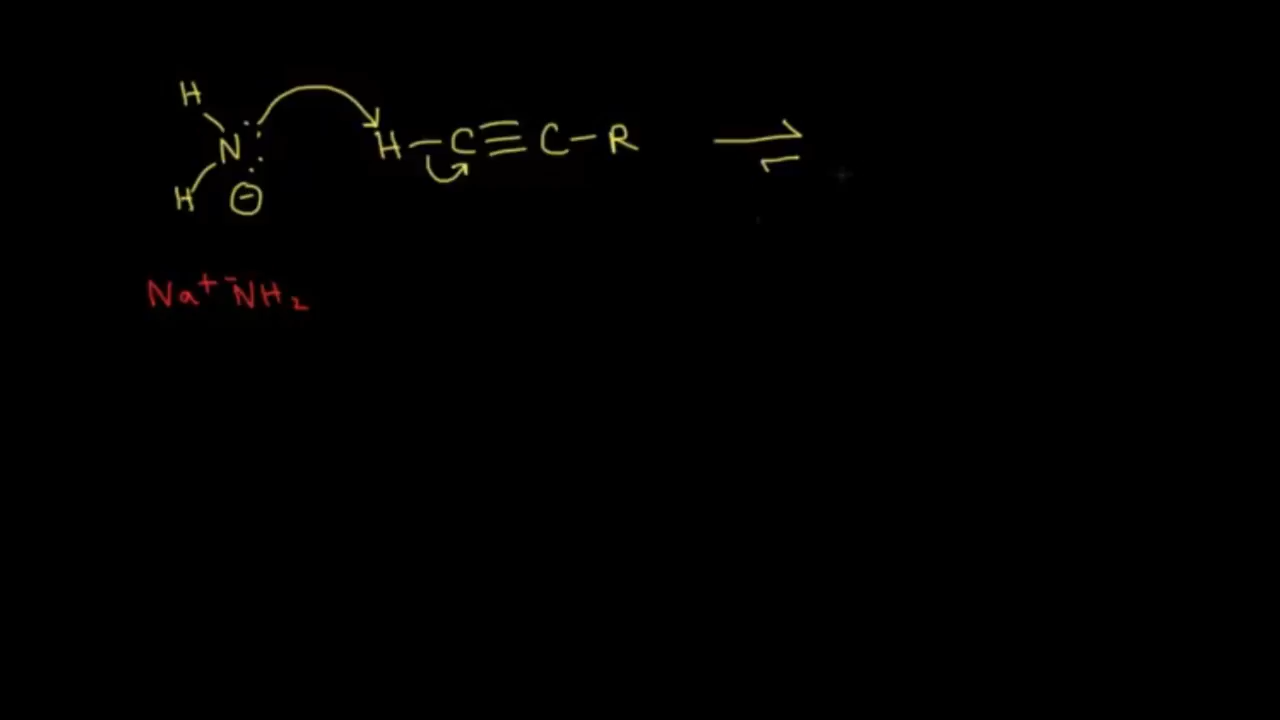 H
N H–C≡C–R ⇌
H ⊖
Na⁺ ⁻NH₂